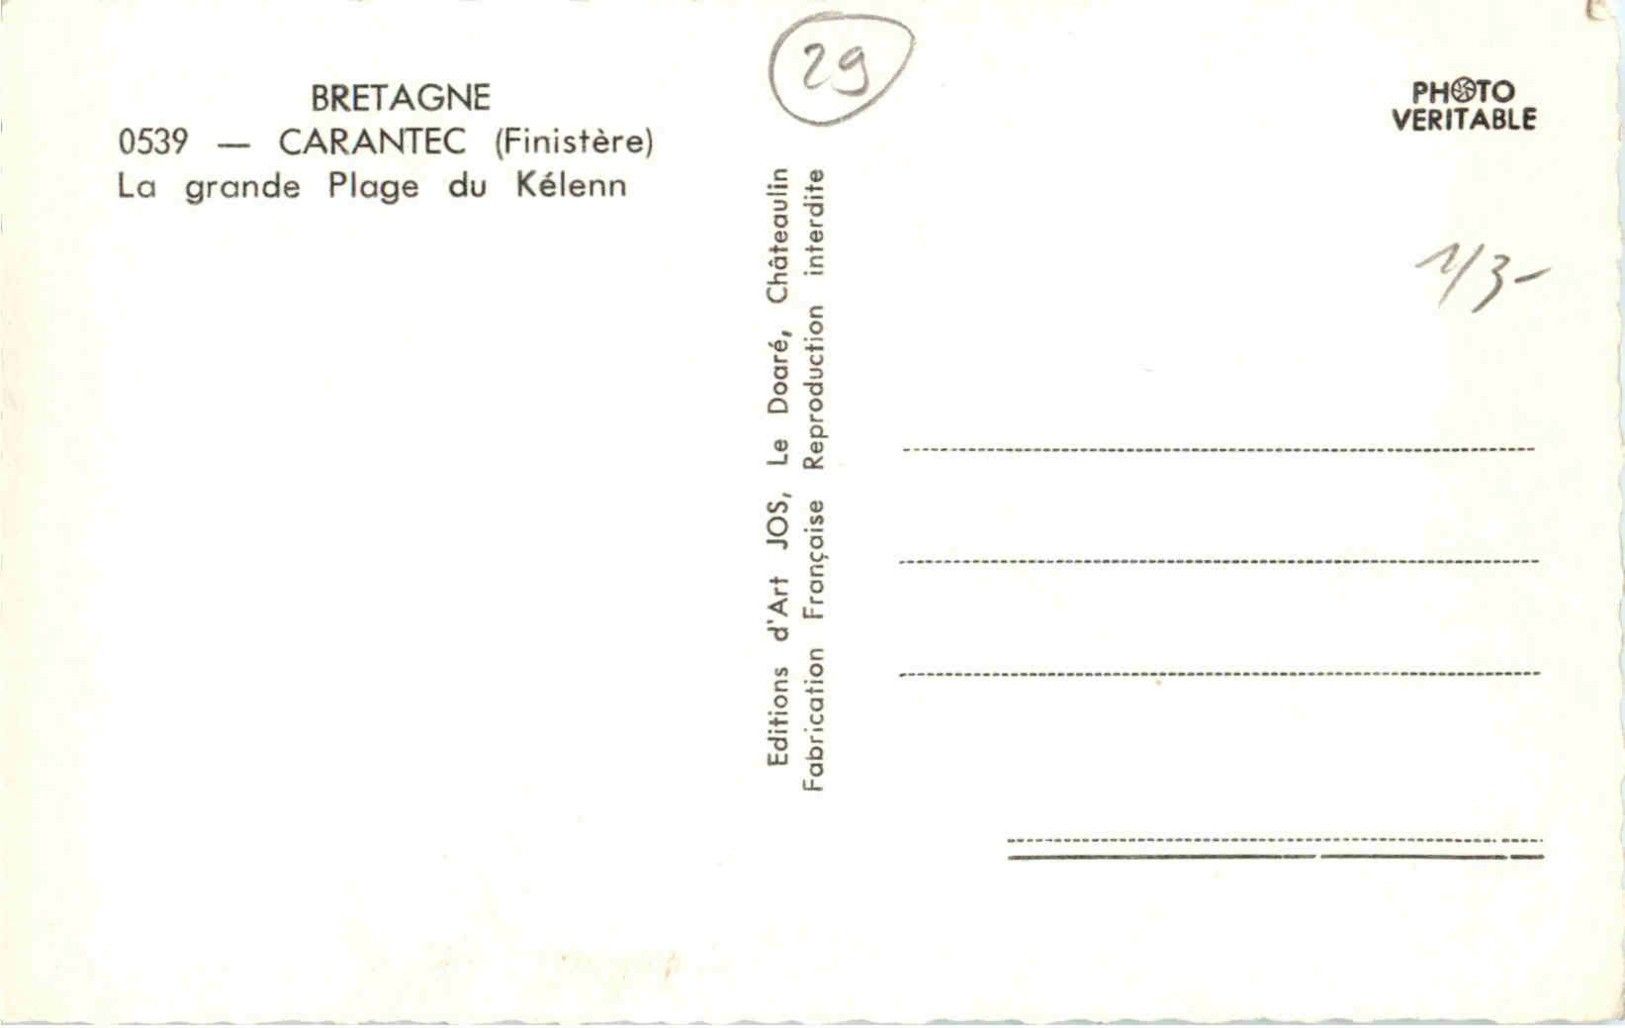 BRETAGNE
0539 — CARANTEC (Finistère)
La grande Plage du Kélenn
29
Editions d'Art JOS, Le Doaré, Châteaulin
Fabrication Française Reproduction interdite
PHOTO
VERITABLE
1/3-